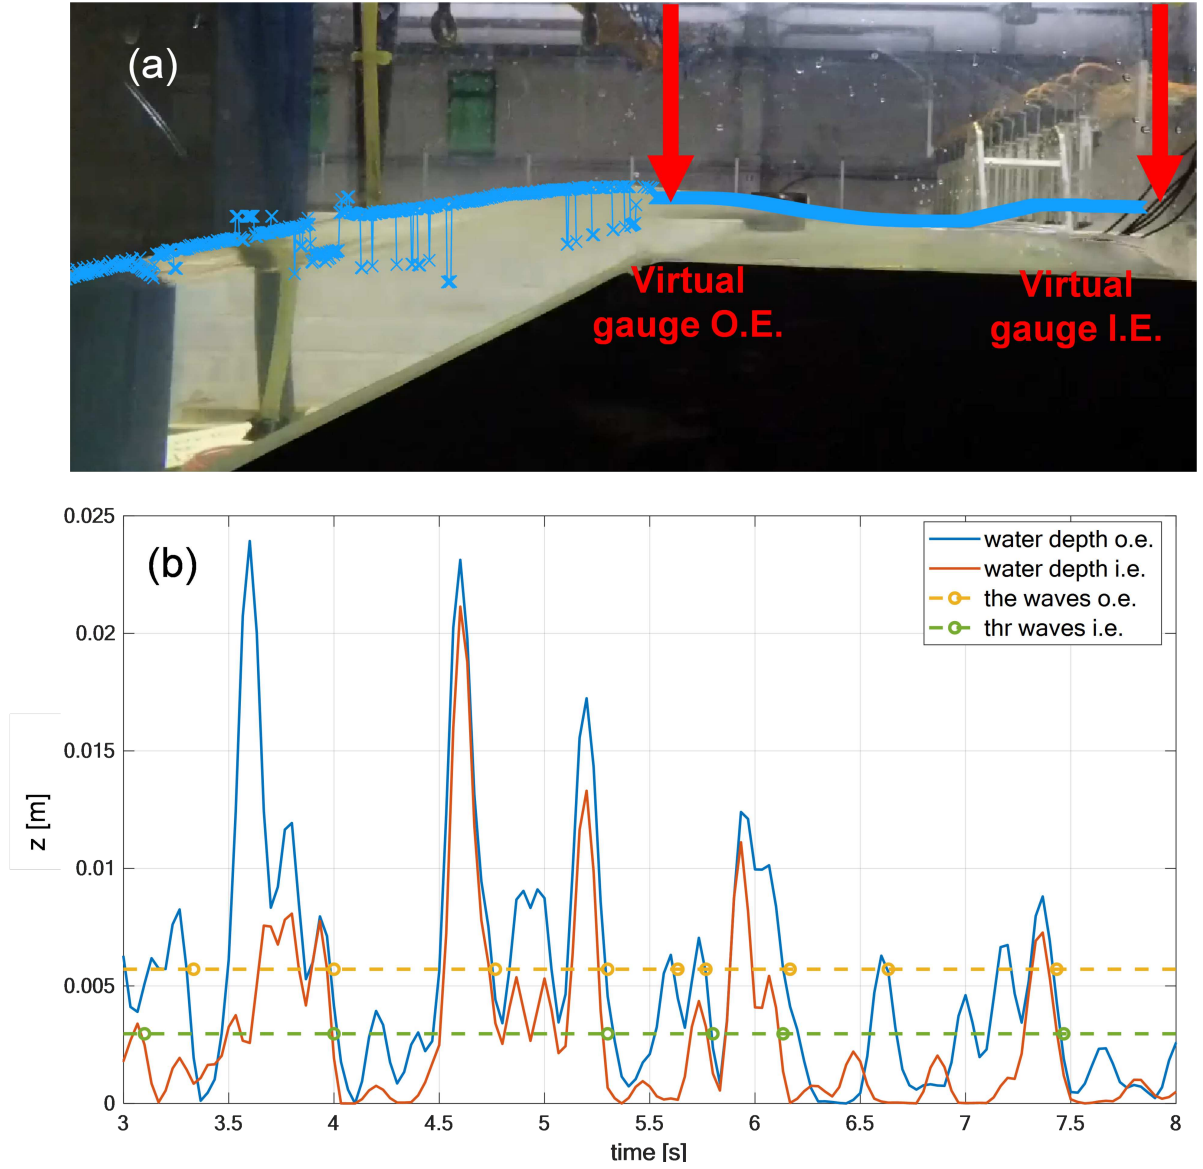 (a)
Virtual
gauge O.E.
Virtual
gauge I.E.
(b)
water depth o.e.
water depth i.e.
the waves o.e.
thr waves i.e.
0.025
0.02
0.015
0.01
0.005
0
z [m]
3 3.5 4 4.5 5 5.5 6 6.5 7 7.5 8
time [s]